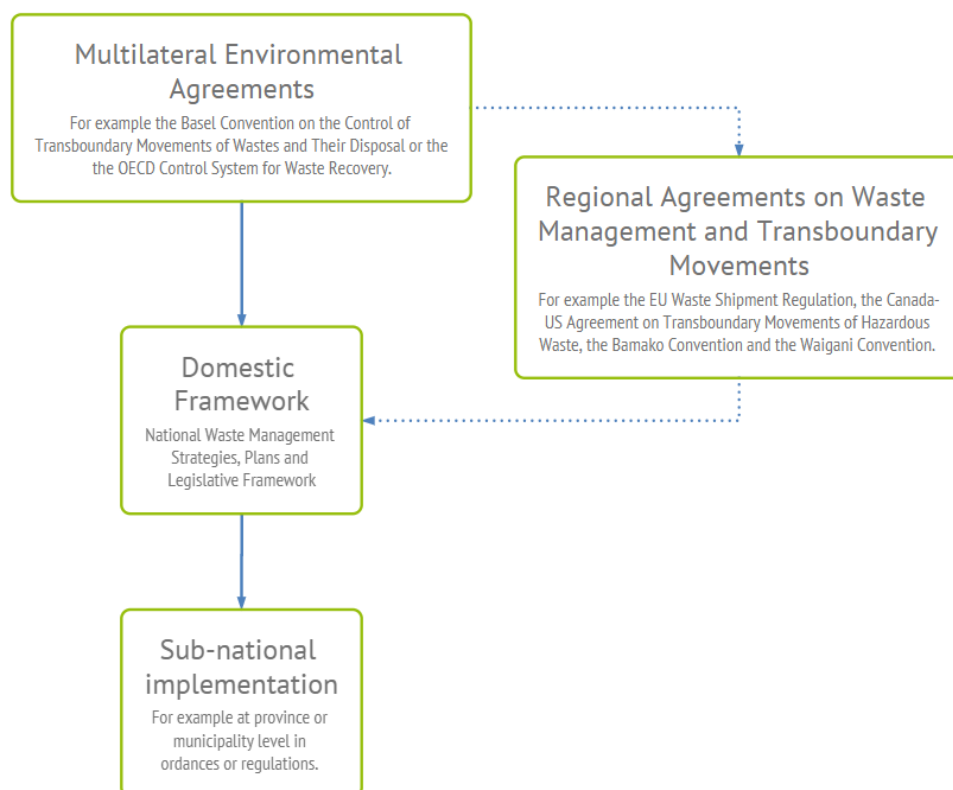 Multilateral Environmental
Agreements
For example the Basel Convention on the Control of
Transboundary Movements of Wastes and Their Disposal or the
the OECD Control System for Waste Recovery.
Regional Agreements on Waste
Management and Transboundary
Movements
For example the EU Waste Shipment Regulation, the Canada-
US Agreement on Transboundary Movements of Hazardous
Waste, the Bamako Convention and the Waigani Convention.
Domestic
Framework
National Waste Management
Strategies, Plans and
Legislative Framework
Sub-national
implementation
For example at province or
municipality level in
ordances or regulations.